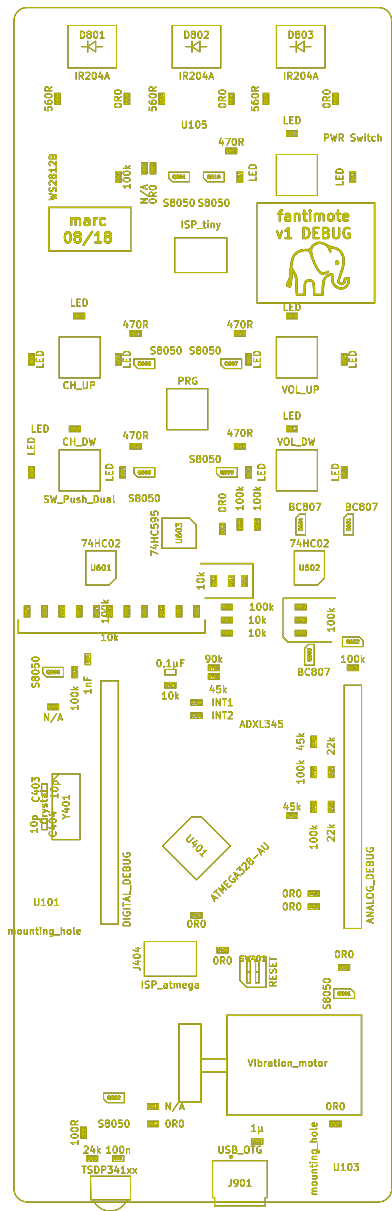 D801 D802 D803
IR204A IR204A IR204A
560R 0R0 560R 0R0 560R 0R0
U105
LED
PWR Switch
470R
WS2812B
100k
N/A
0R0
LED
LED
S8050 S8050
marc
08/18
ISP_tiny
fantimote
v1 DEBUG
LED
LED
470R
470R
LED
LED
S8050 S8050
LED
LED
CH_UP
PRG
VOL_UP
LED
LED
CH_DW
470R
470R
VOL_DW
LED
LED
S8050
LED
LED
SW_Push_Dual
S8050
0R0
100k
100k
BC807
BC807
74HC595
U603
74HC02
U601
74HC02
U602
10k
100k
10k
100k
10k
10k
100k
S8050
100k
1nF
0,1µF
10k
90k
45k
BC807
100k
N/A
INT1
INT2
ADXL345
45k
22k
100k
C403
10p
Crystal
Y401
10p
C404
45k
100k
22k
U401
ATMEGA328-AU
DIGITAL_DEBUG
ANALOG_DEBUG
U101
mounting_hole
0R0
0R0
0R0
J404
ISP_atmega
0R0
SW401
RESET
0R0
S8050
Vibration_motor
N/A
0R0
S8050
0R0
100R
24k 100n
TSDP341xx
1µ
USB_OTG
J901
mounting_hole
U103